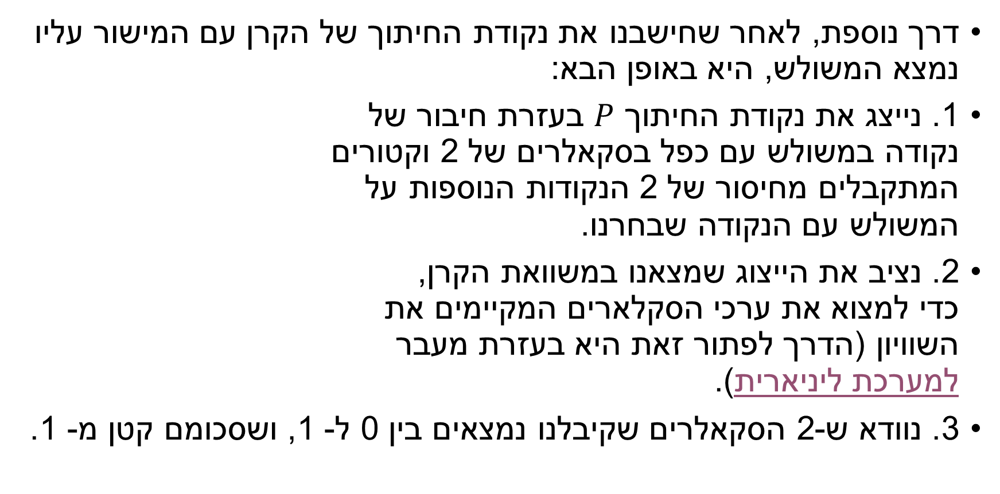 • דרך נוספת, לאחר שחישבנו את נקודת החיתוך של הקרן עם המישור עליו
נמצא המשולש, היא באופן הבא:
• 1. נייצג את נקודת החיתוך P בעזרת חיבור של
נקודה במשולש עם כפל בסקאלרים של 2 וקטורים
המתקבלים מחיסור של 2 הנקודות הנוספות על
המשולש עם הנקודה שבחרנו.
• 2. נציב את הייצוג שמצאנו במשוואת הקרן,
כדי למצוא את ערכי הסקלארים המקיימים את
השוויון (הדרך לפתור זאת היא בעזרת מעבר
למערכת ליניארית).
• 3. נוודא ש-2 הסקאלרים שקיבלנו נמצאים בין 0 ל- 1, ושסכומם קטן מ- 1.